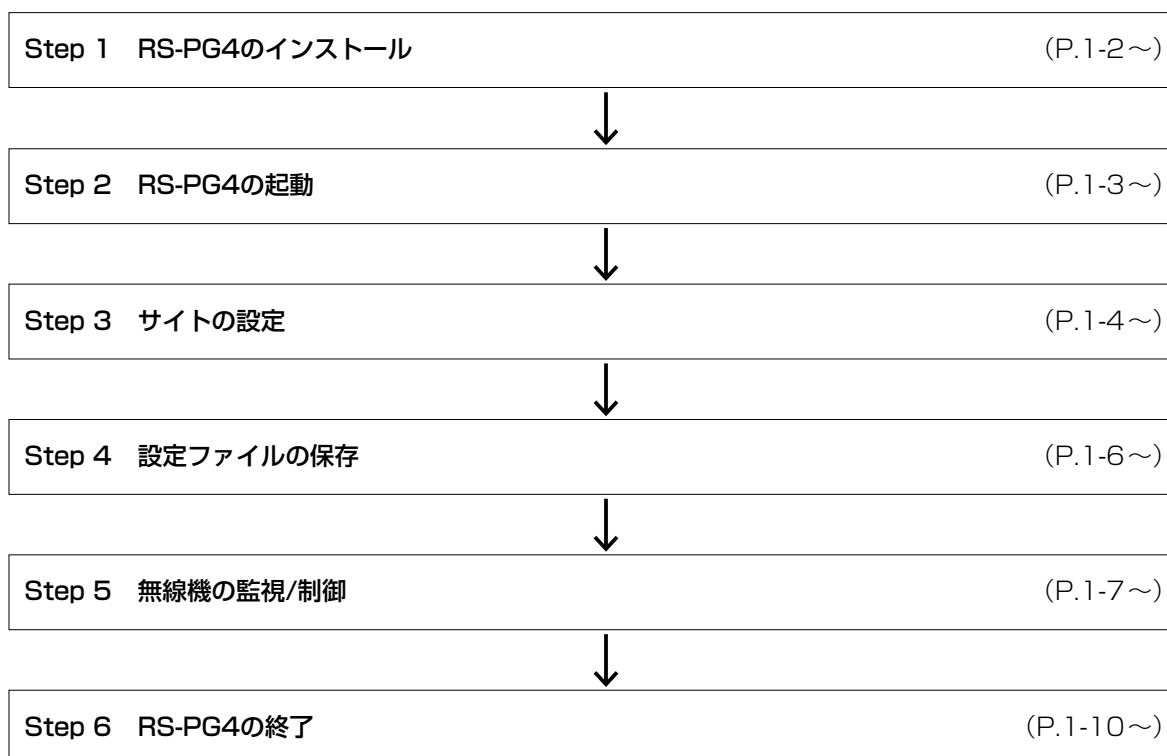 Step 1 RS-PG4のインストール （P.1-2～）
Step 2 RS-PG4の起動 （P.1-3～）
Step 3 サイトの設定 （P.1-4～）
Step 4 設定ファイルの保存 （P.1-6～）
Step 5 無線機の監視/制御 （P.1-7～）
Step 6 RS-PG4の終了 （P.1-10～）